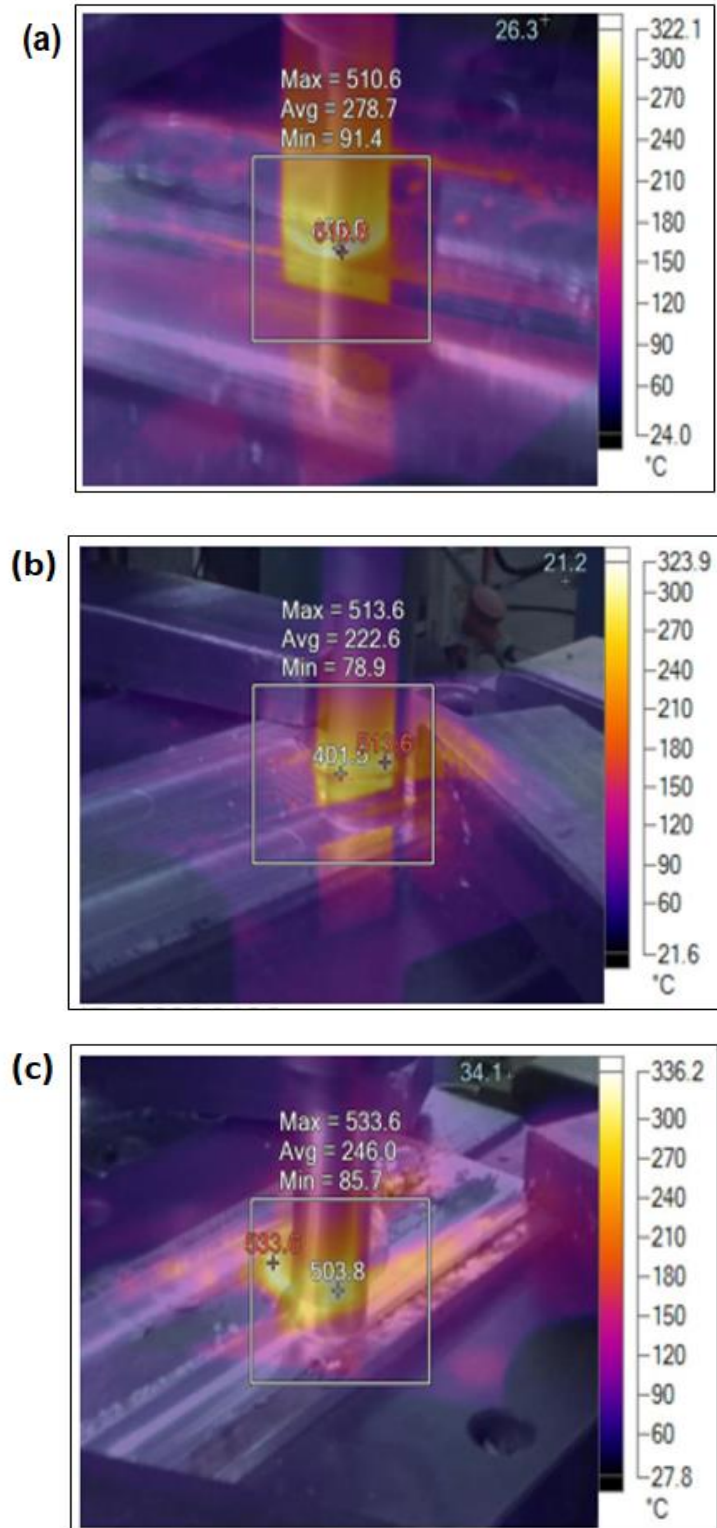 (a)
26.3
Max = 510.6
Avg = 278.7
Min = 91.4
322.1
300
270
240
210
180
150
120
90
60
24.0
°C
(b)
21.2
Max = 513.6
Avg = 222.6
Min = 78.9
513.6
401.5
323.9
300
270
240
210
180
150
120
90
60
21.6
°C
(c)
34.1
Max = 533.6
Avg = 246.0
Min = 85.7
533.6
503.8
336.2
300
270
240
210
180
150
120
90
60
27.8
°C